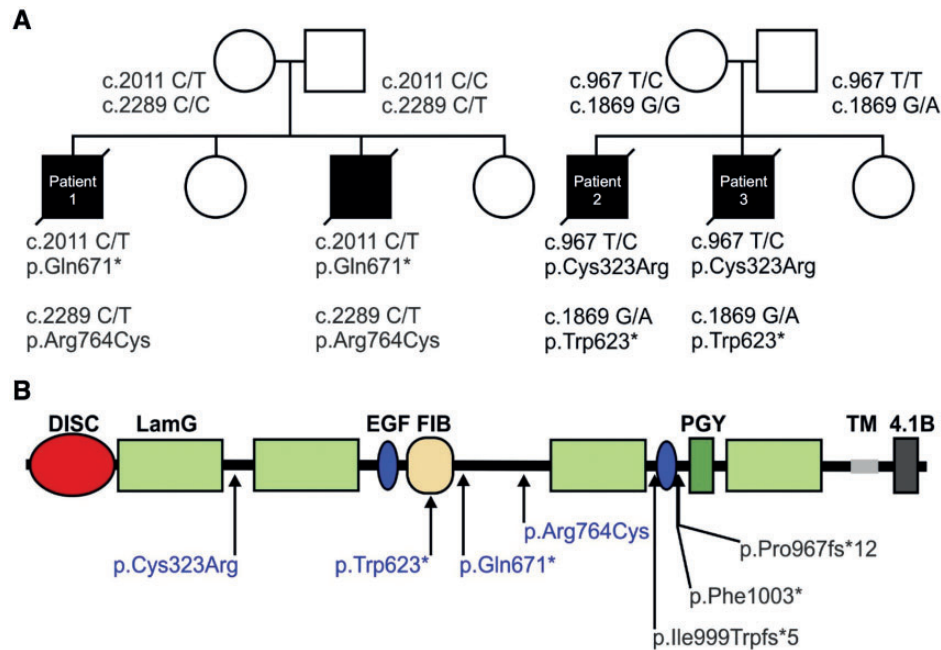 A
c.2011 C/T
c.2289 C/C
c.2011 C/C
c.2289 C/T
c.967 T/C
c.1869 G/G
c.967 T/T
c.1869 G/A
Patient
1
Patient
2
Patient
3
c.2011 C/T
p.Gln671*
c.2289 C/T
p.Arg764Cys
c.2011 C/T
p.Gln671*
c.2289 C/T
p.Arg764Cys
c.967 T/C
p.Cys323Arg
c.1869 G/A
p.Trp623*
c.967 T/C
p.Cys323Arg
c.1869 G/A
p.Trp623*
B
DISC LamG EGF FIB PGY TM 4.1B
p.Cys323Arg
p.Trp623*
p.Gln671*
p.Arg764Cys
p.Pro967fs*12
p.Phe1003*
p.Ile999Trpfs*5